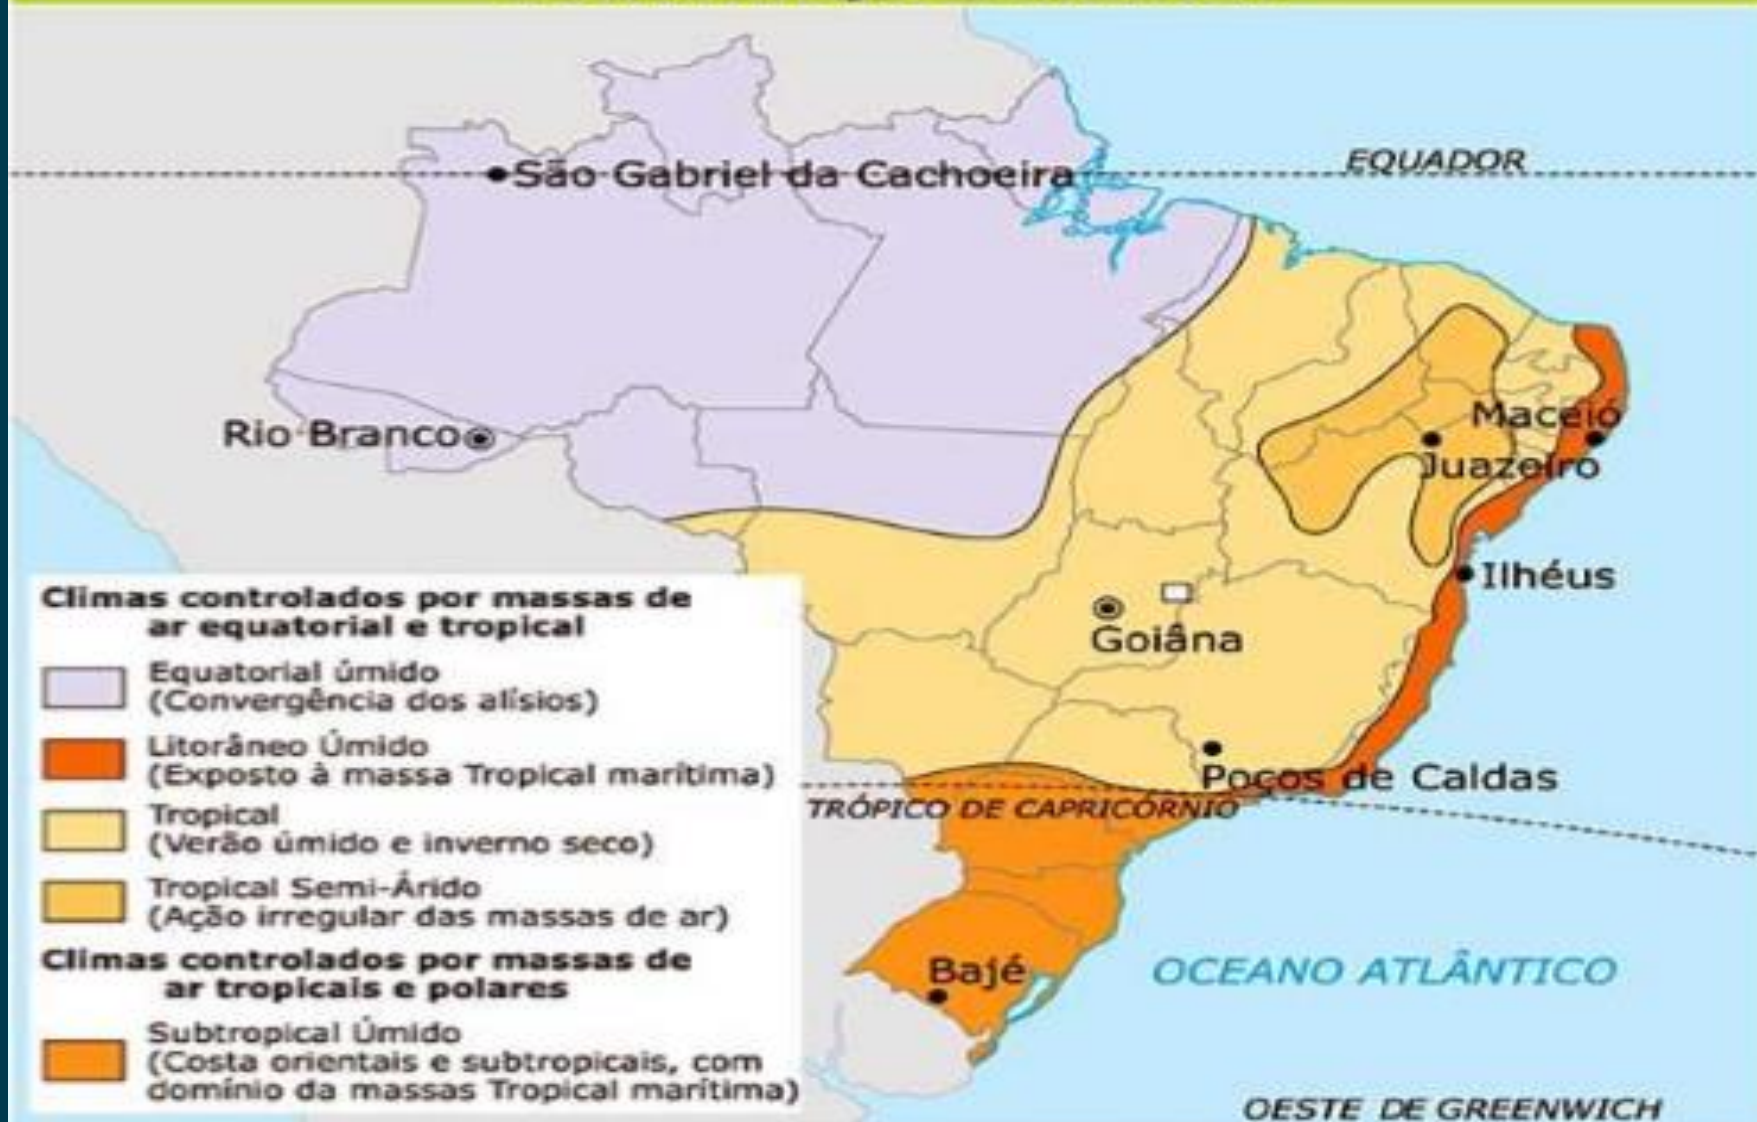 São Gabriel da Cachoeira
EQUADOR
Rio Branco
Maceió
Juazeiro
Ilhéus
Goiâna
Poços de Caldas
TRÓPICO DE CAPRICÓRNIO
Bajé
OCEANO ATLÂNTICO
OESTE DE GREENWICH
Climas controlados por massas de
ar equatorial e tropical
Equatorial úmido
(Convergência dos alísios)
Litorâneo Úmido
(Exposto à massa Tropical marítima)
Tropical
(Verão úmido e inverno seco)
Tropical Semi-Árido
(Ação irregular das massas de ar)
Climas controlados por massas de
ar tropicais e polares
Subtropical Úmido
(Costa orientais e subtropicais, com
domínio da massas Tropical marítima)